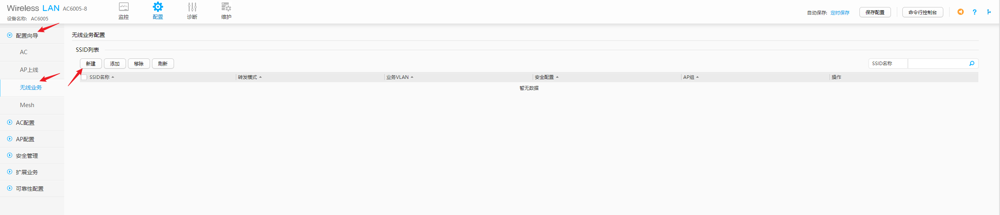 Wireless LAN AC6005-8
设备名称: AC6005
监控
配置
诊断
维护
自动保存: 定时保存
保存配置
命令行控制台
配置向导
AC
AP上线
无线业务
Mesh
AC配置
AP配置
安全管理
扩展业务
可靠性配置
无线业务配置
SSID列表
新建 添加 移除 刷新
SSID名称
SSID名称 转发模式 业务VLAN 安全配置 AP组 操作
暂无数据